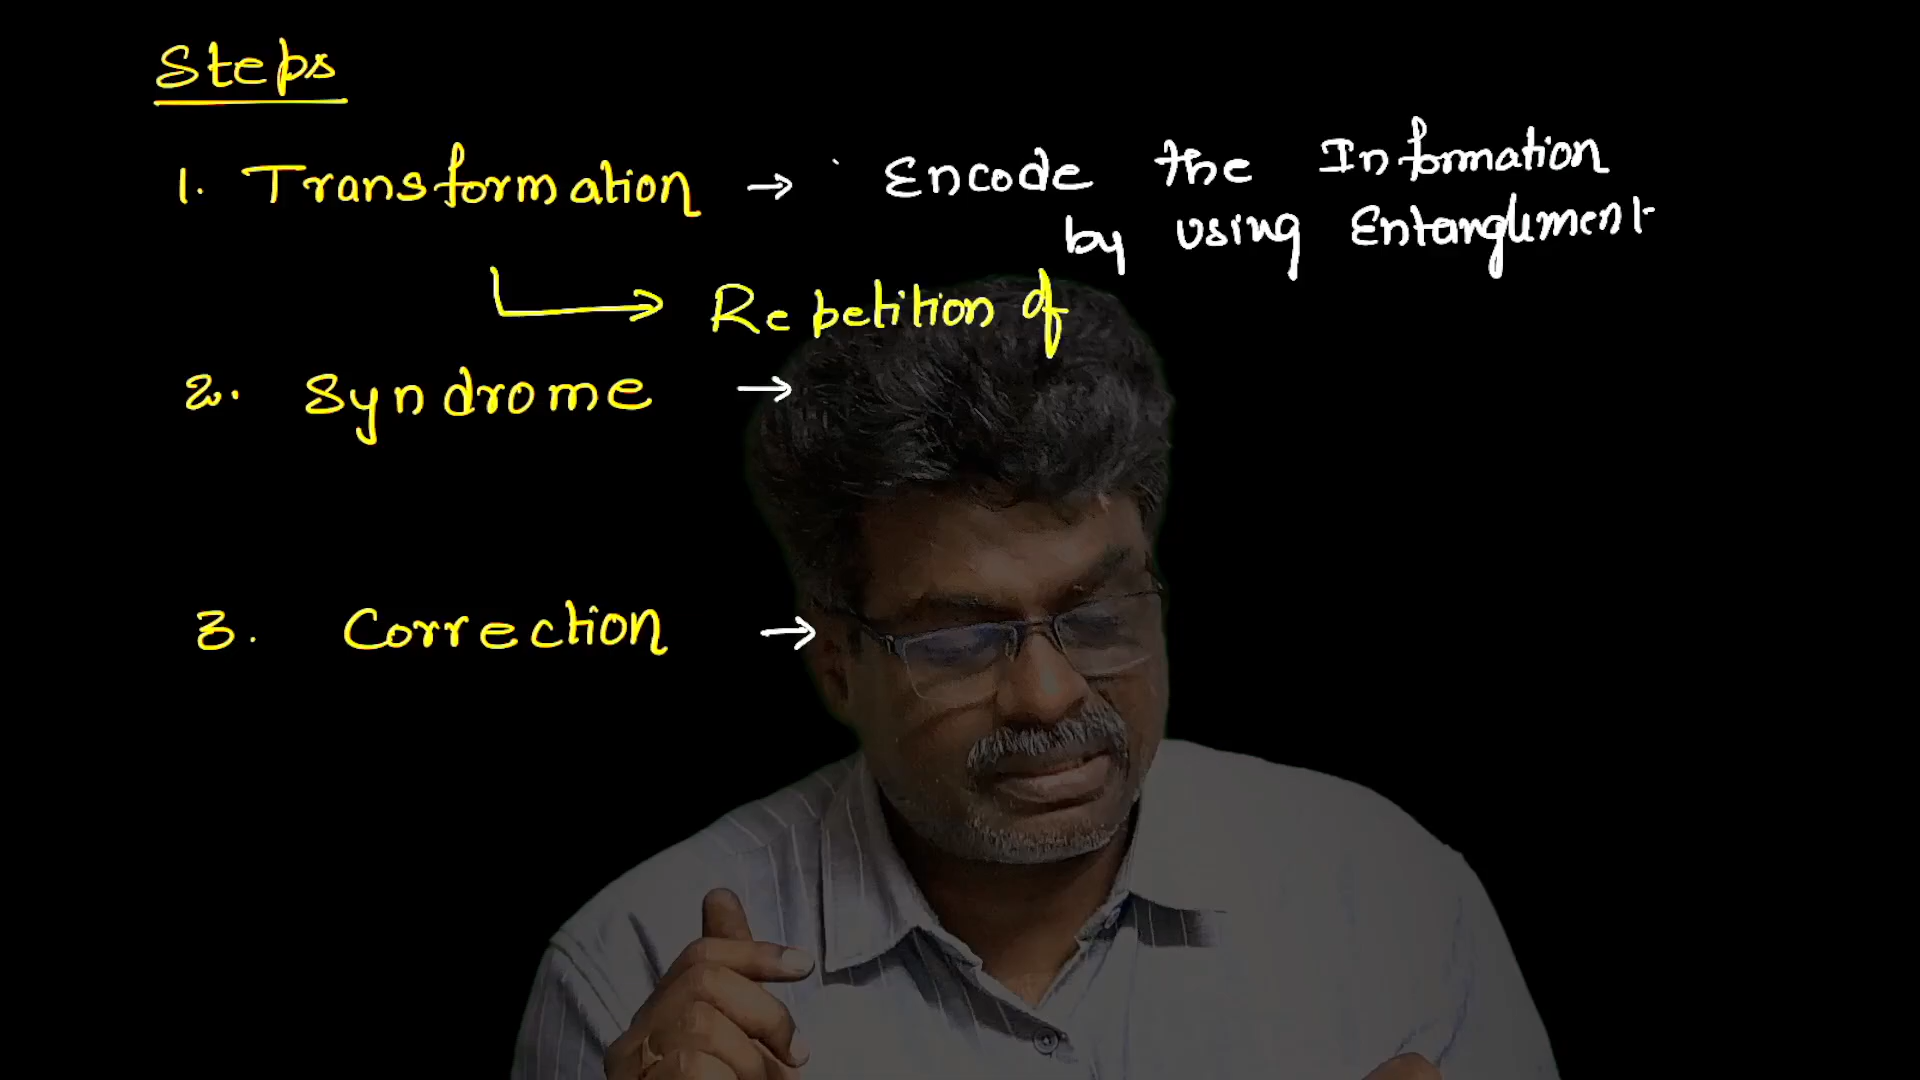 Steps
1. Transformation → Encode the Information
by using Entanglement
Repetition of
2. Syndrome →
3. Correction →